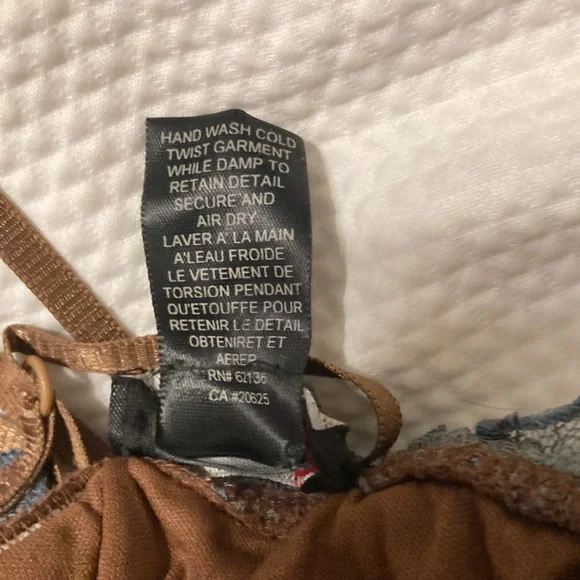 HAND WASH COLD
TWIST GARMENT
WHILE DAMP TO
RETAIN DETAIL
SECURE AND
AIR DRY
LAVER A' LA MAIN
A'LEAU FROIDE
LE VETEMENT DE
TORSION PENDANT
QU'ETOUFFE POUR
RETENIR LE DETAIL
OBTENIRET ET
AERER
RN# 62136
CA #20625